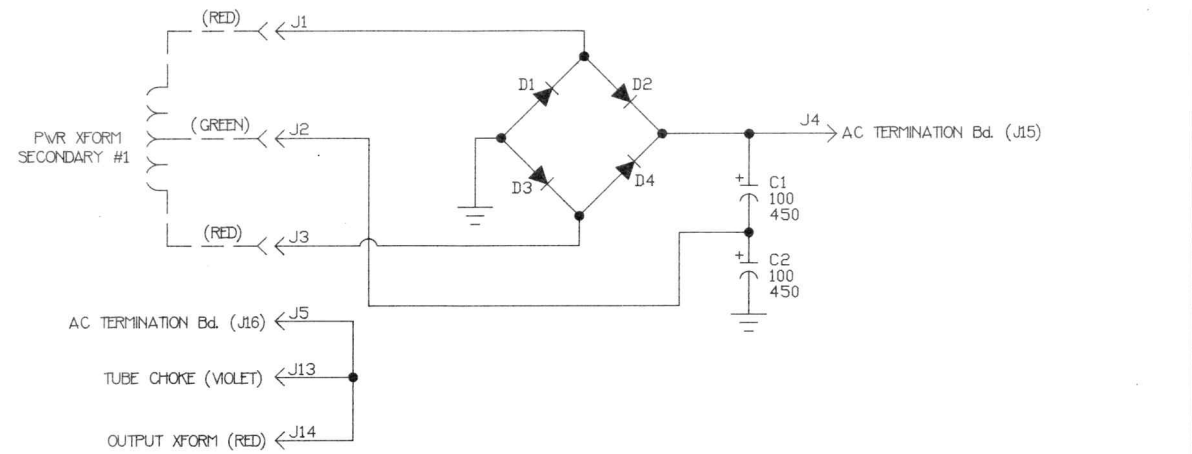 (RED) J1
D1 D2
(GREEN) J2
PWR XFORM
SECONDARY #1
J4 AC TERMINATION Bd. (J15)
D3 D4
+ C1
100
450
(RED) J3
+ C2
100
450
AC TERMINATION Bd. (J16) J5
TUBE CHOKE (VIOLET) J13
OUTPUT XFORM (RED) J14